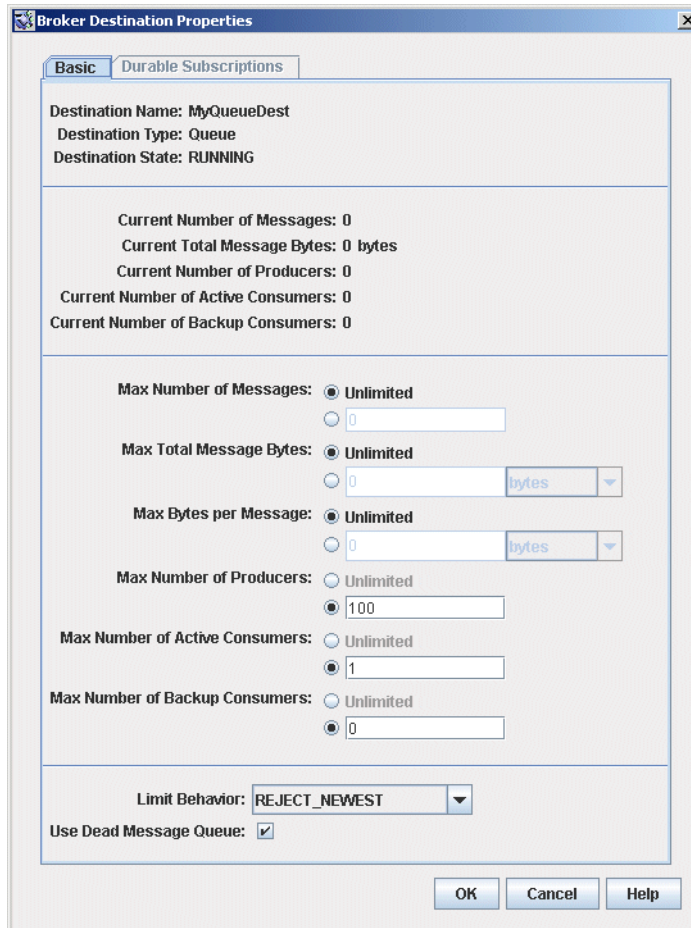 Broker Destination Properties
Basic Durable Subscriptions
Destination Name: MyQueueDest
Destination Type: Queue
Destination State: RUNNING
Current Number of Messages: 0
Current Total Message Bytes: 0 bytes
Current Number of Producers: 0
Current Number of Active Consumers: 0
Current Number of Backup Consumers: 0
Max Number of Messages: Unlimited
0
Max Total Message Bytes: Unlimited
0 bytes
Max Bytes per Message: Unlimited
0 bytes
Max Number of Producers: Unlimited
100
Max Number of Active Consumers: Unlimited
1
Max Number of Backup Consumers: Unlimited
0
Limit Behavior: REJECT_NEWEST
Use Dead Message Queue:
OK Cancel Help